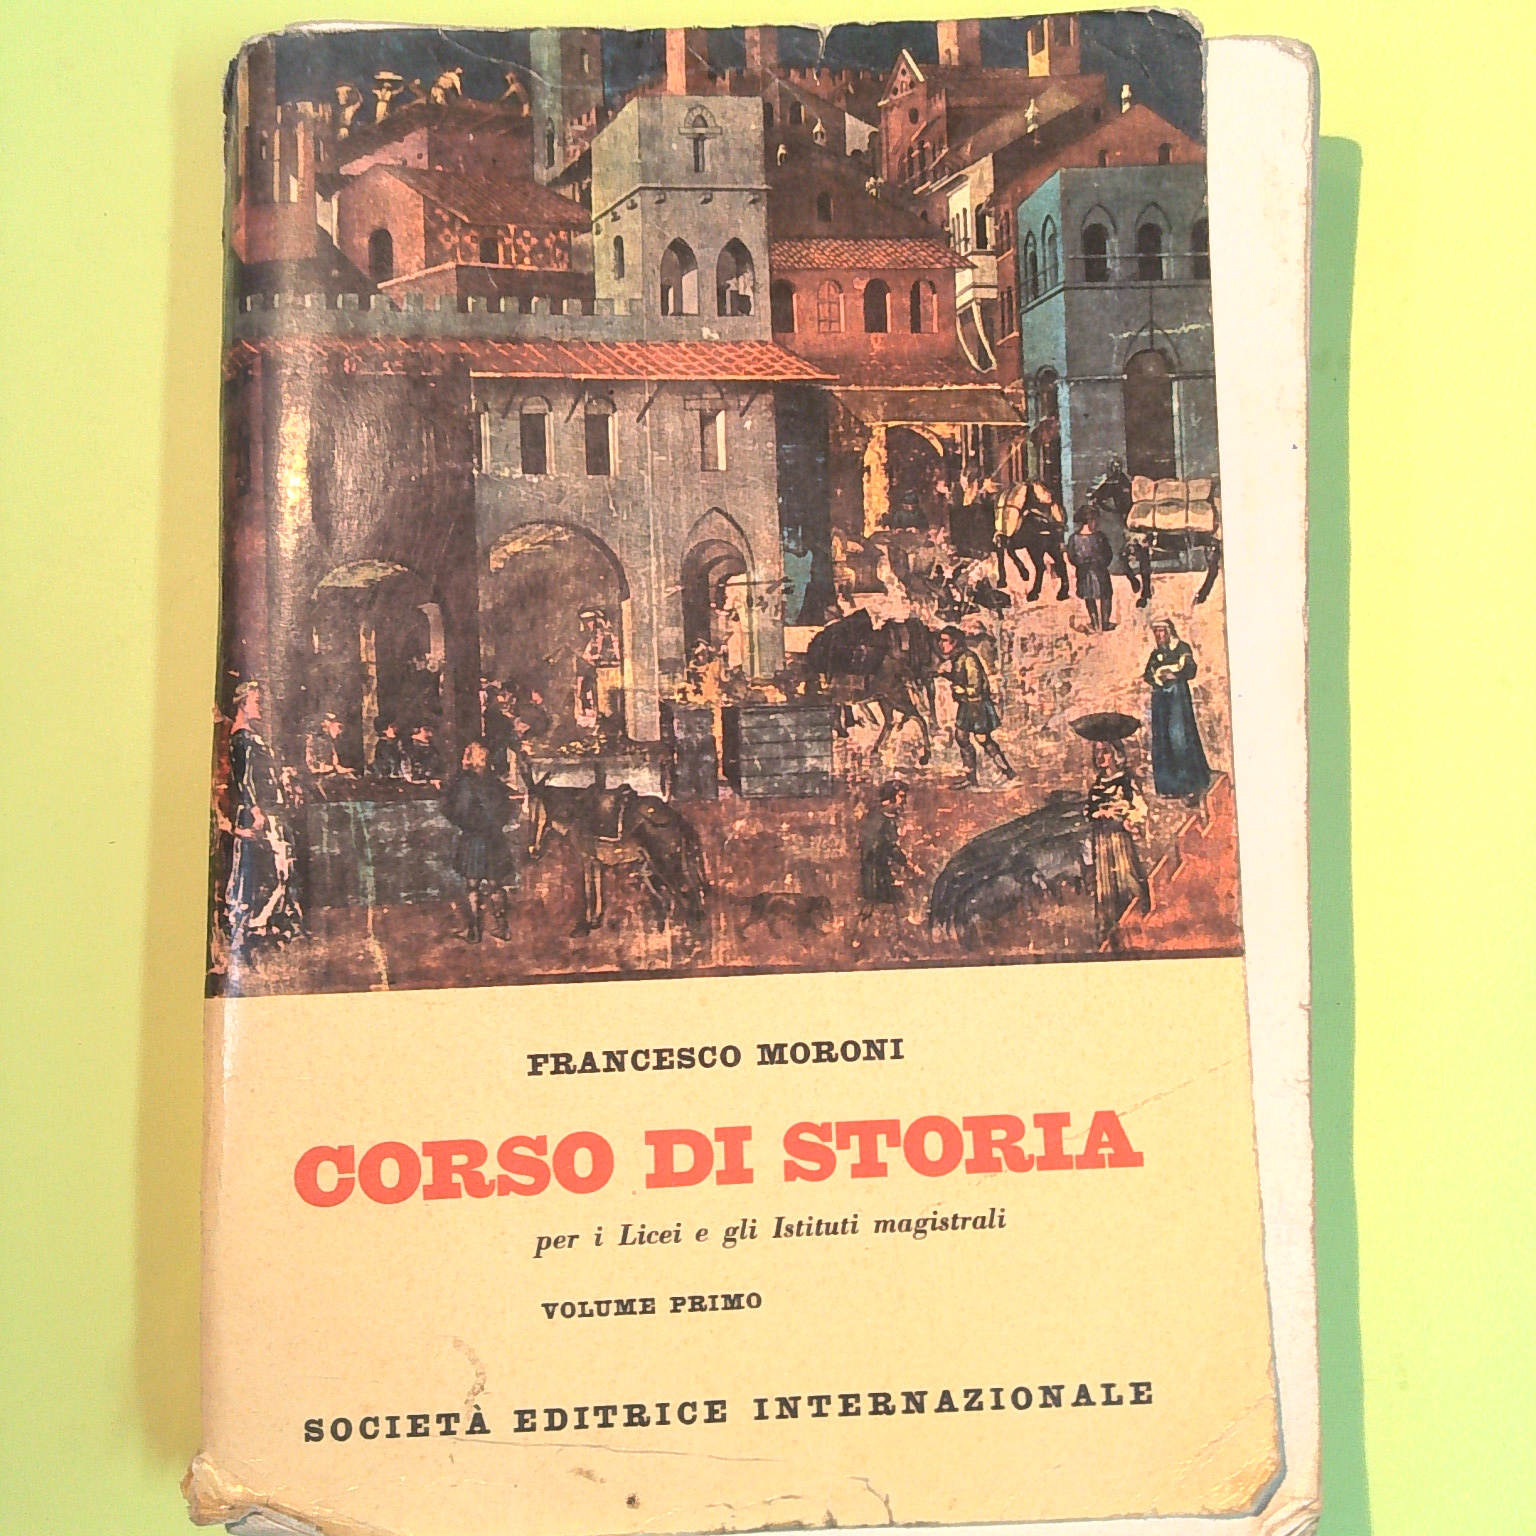 FRANCESCO MORONI
CORSO DI STORIA
per i Licei e gli Istituti magistrali
VOLUME PRIMO
SOCIETÀ EDITRICE INTERNAZIONALE